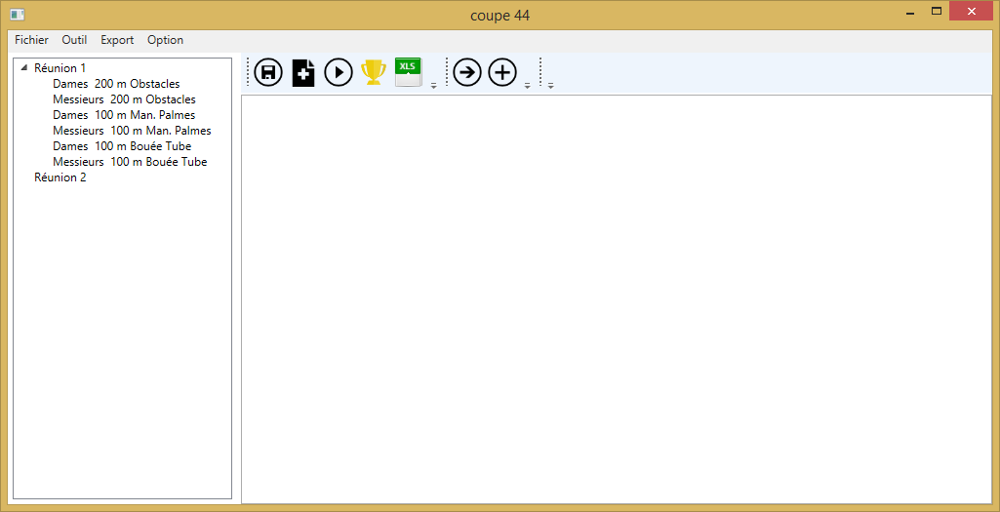 coupe 44
Fichier Outil Export Option
XLS
Réunion 1
Dames 200 m Obstacles
Messieurs 200 m Obstacles
Dames 100 m Man. Palmes
Messieurs 100 m Man. Palmes
Dames 100 m Bouée Tube
Messieurs 100 m Bouée Tube
Réunion 2